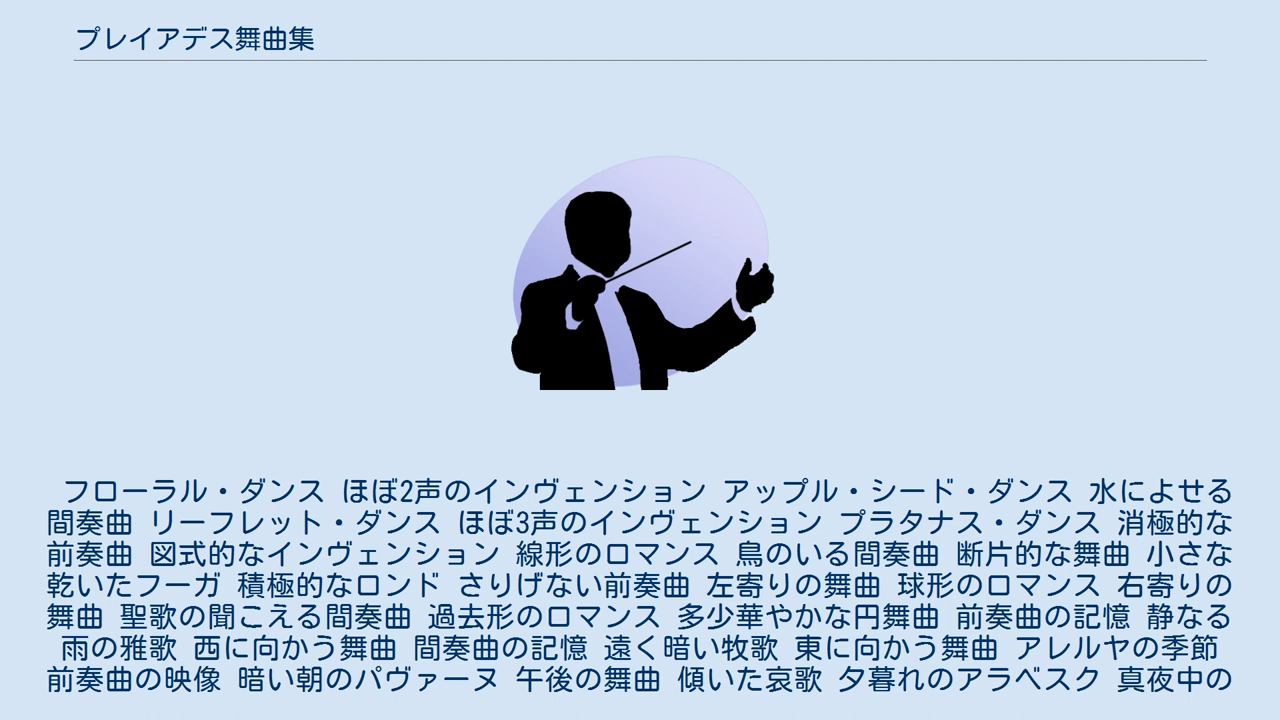 プレイアデス舞曲集
フローラル・ダンス ほぼ2声のインヴェンション アップル・シード・ダンス 水によせる
間奏曲 リーフレット・ダンス ほぼ3声のインヴェンション プラタナス・ダンス 消極的な
前奏曲 図式的なインヴェンション 線形のロマンス 鳥のいる間奏曲 断片的な舞曲 小さな
乾いたフーガ 積極的なロンド さりげない前奏曲 左寄りの舞曲 球形のロマンス 右寄りの
舞曲 聖歌の聞こえる間奏曲 過去形のロマンス 多少華やかな円舞曲 前奏曲の記憶 静なる
雨の雅歌 西に向かう舞曲 間奏曲の記憶 遠く暗い牧歌 東に向かう舞曲 アレルヤの季節
前奏曲の映像 暗い朝のパヴァーヌ 午後の舞曲 傾いた哀歌 夕暮れのアラベスク 真夜中の